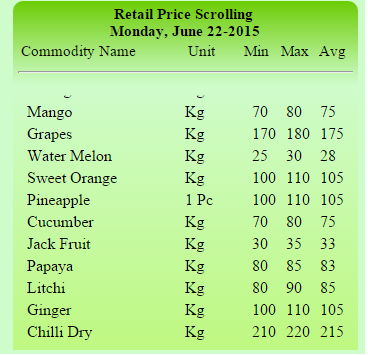 Retail Price Scrolling
Monday, June 22-2015
Commodity Name Unit Min Max Avg
Mango Kg 70 80 75
Grapes Kg 170 180 175
Water Melon Kg 25 30 28
Sweet Orange Kg 100 110 105
Pineapple 1 Pc 100 110 105
Cucumber Kg 70 80 75
Jack Fruit Kg 30 35 33
Papaya Kg 80 85 83
Litchi Kg 80 90 85
Ginger Kg 100 110 105
Chilli Dry Kg 210 220 215